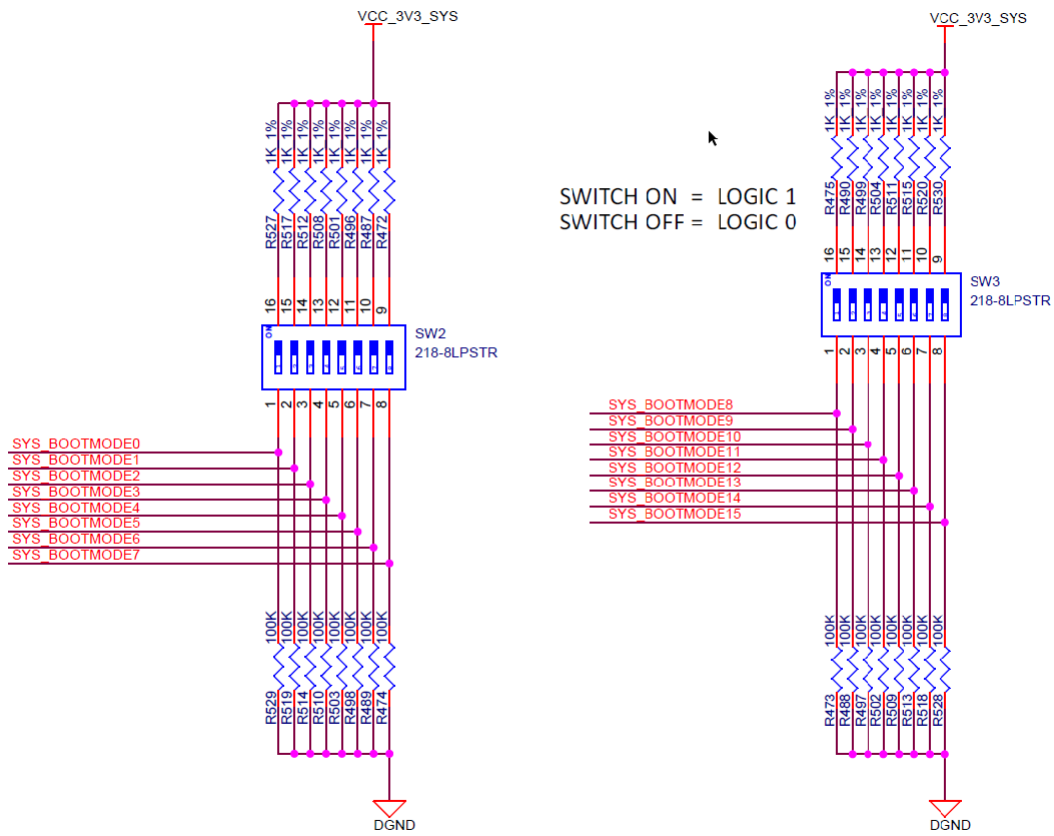 VCC_3V3_SYS
1K 1%
1K 1%
1K 1%
1K 1%
1K 1%
1K 1%
1K 1%
1K 1%
R527
R517
R512
R508
R501
R496
R487
R472
16
15
14
13
12
11
10
9
ON
SW2
218-8LPSTR
1
2
3
4
5
6
7
8
SYS_BOOTMODE0
SYS_BOOTMODE1
SYS_BOOTMODE2
SYS_BOOTMODE3
SYS_BOOTMODE4
SYS_BOOTMODE5
SYS_BOOTMODE6
SYS_BOOTMODE7
100K
100K
100K
100K
100K
100K
100K
100K
R529
R519
R514
R510
R503
R498
R489
R474
DGND
SWITCH ON = LOGIC 1
SWITCH OFF = LOGIC 0
VCC_3V3_SYS
1K 1%
1K 1%
1K 1%
1K 1%
1K 1%
1K 1%
1K 1%
1K 1%
R475
R490
R499
R504
R511
R515
R520
R530
16
15
14
13
12
11
10
9
ON
SW3
218-8LPSTR
1
2
3
4
5
6
7
8
SYS_BOOTMODE8
SYS_BOOTMODE9
SYS_BOOTMODE10
SYS_BOOTMODE11
SYS_BOOTMODE12
SYS_BOOTMODE13
SYS_BOOTMODE14
SYS_BOOTMODE15
100K
100K
100K
100K
100K
100K
100K
100K
R473
R488
R497
R502
R509
R513
R518
R528
DGND